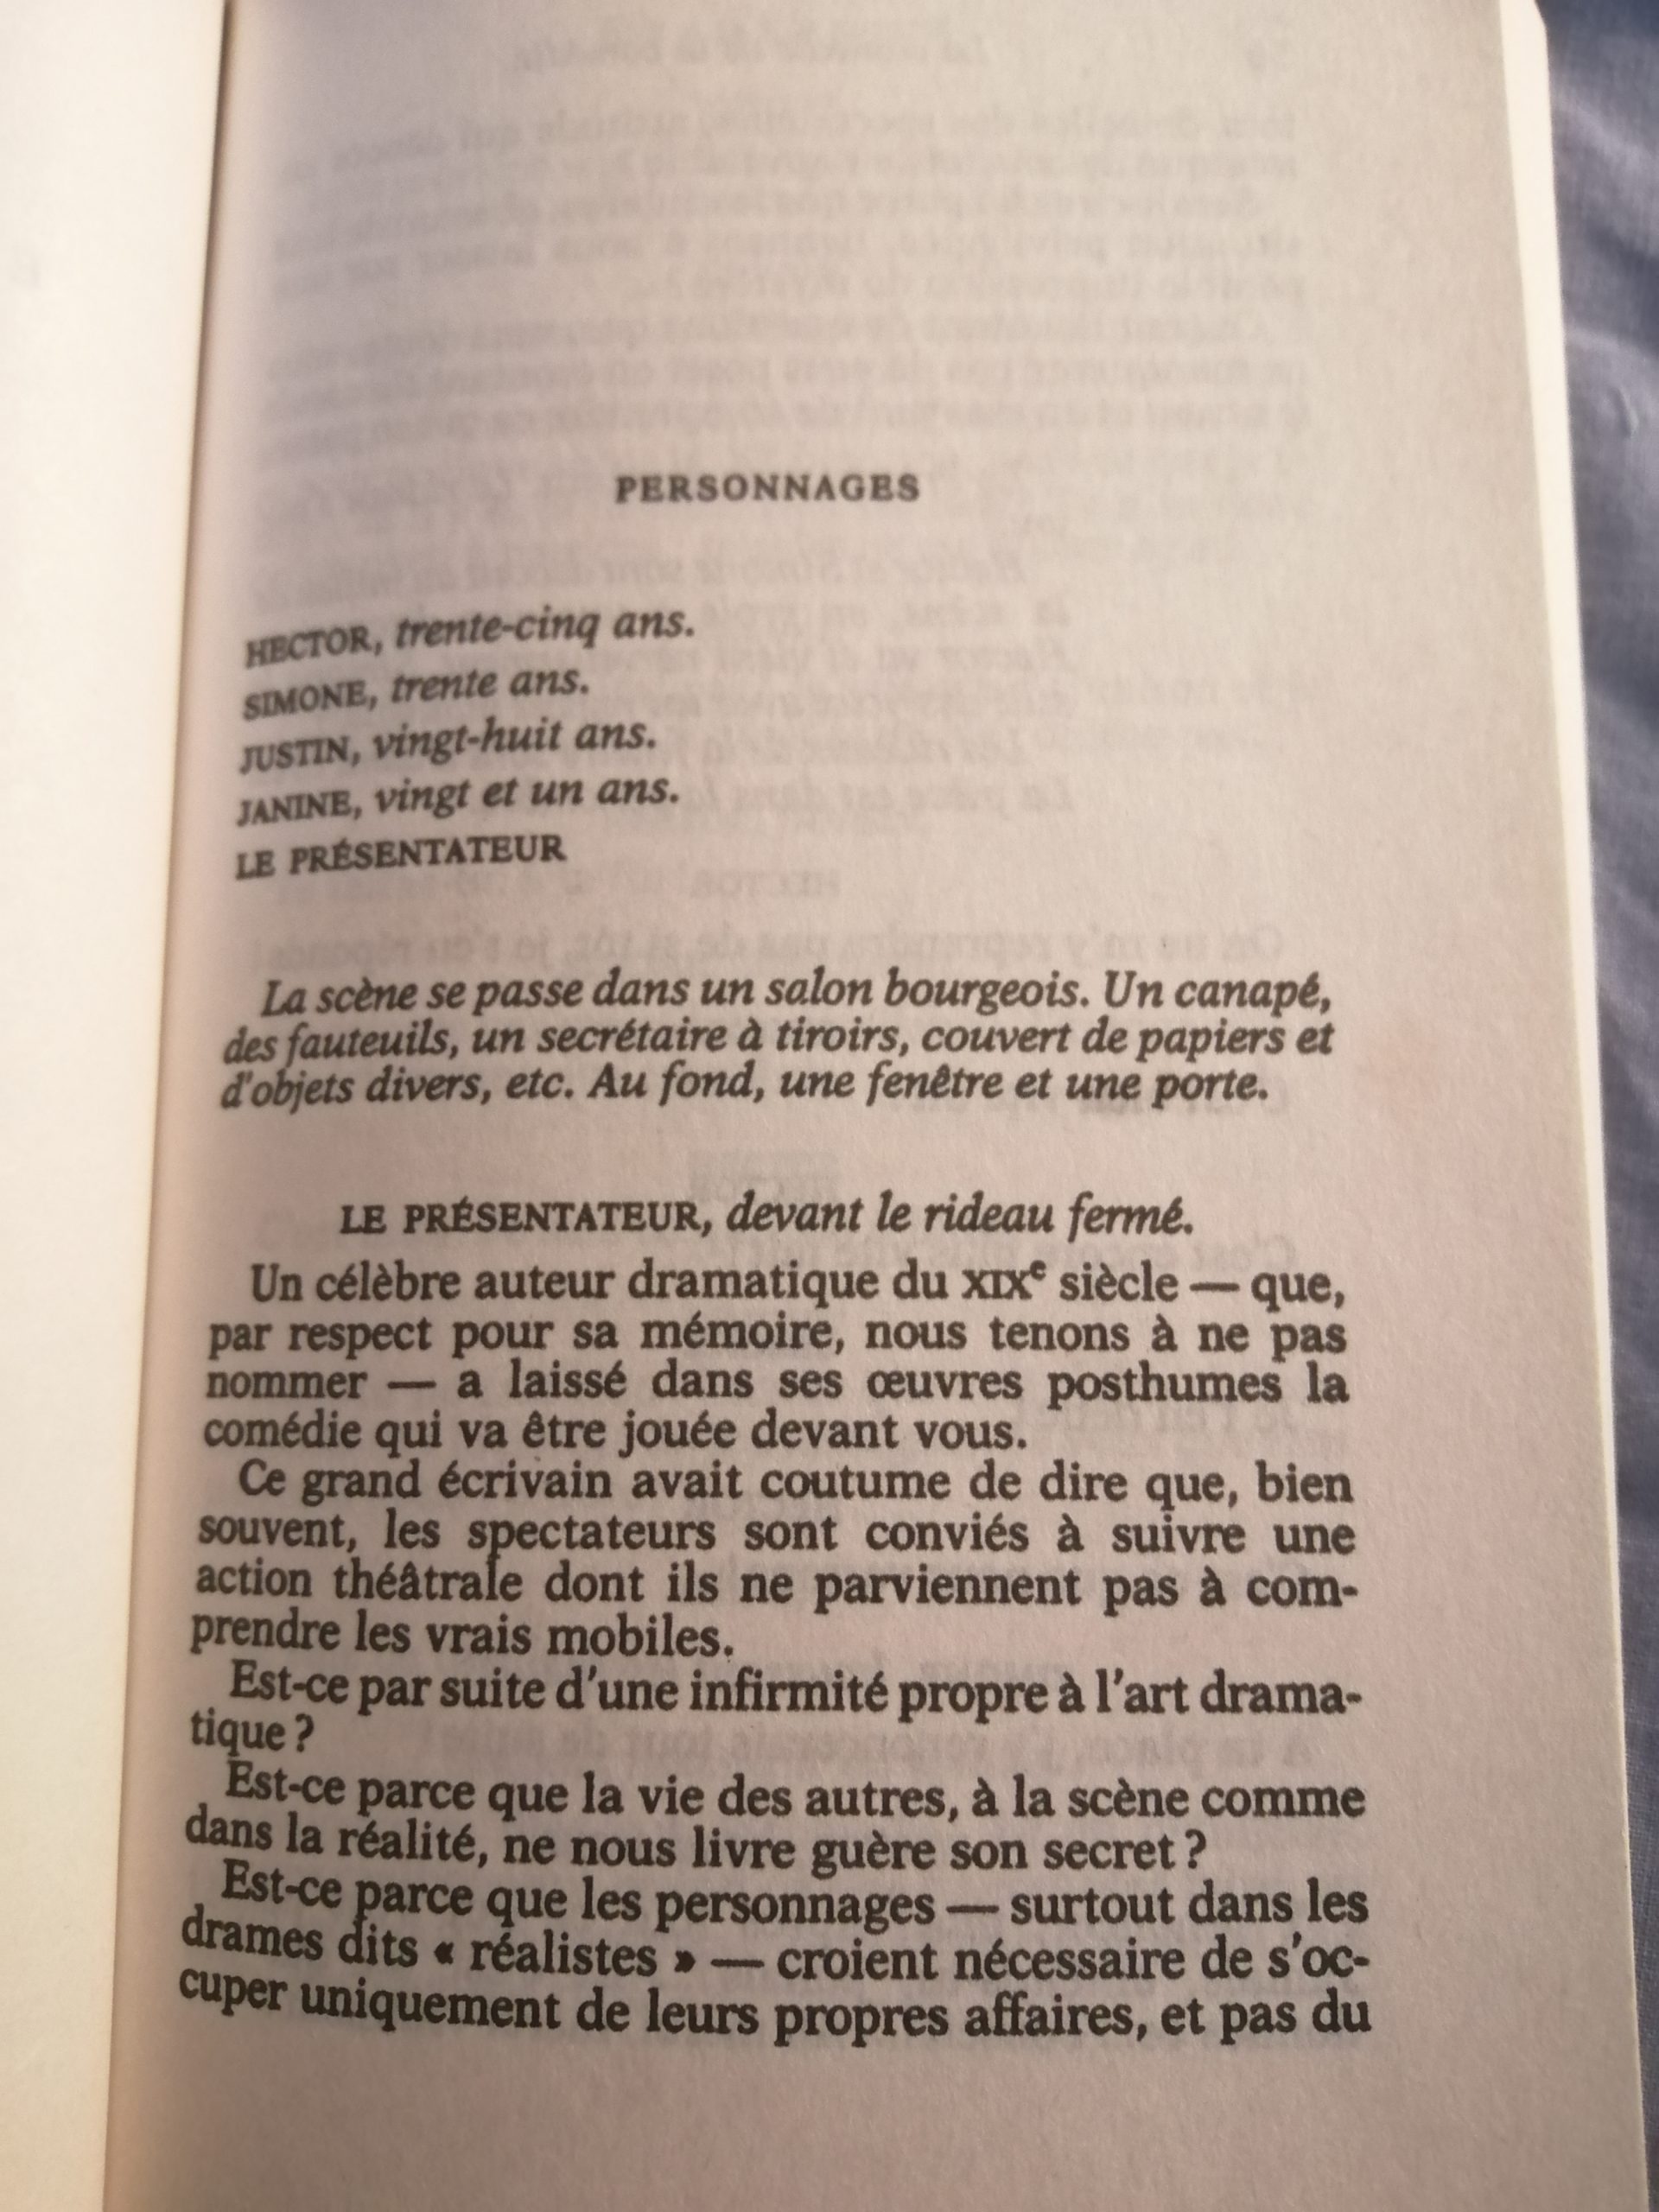 PERSONNAGES
HECTOR, trente-cinq ans.
SIMONE, trente ans.
JUSTIN, vingt-huit ans.
JANINE, vingt et un ans.
LE PRÉSENTATEUR
La scène se passe dans un salon bourgeois. Un canapé,
des fauteuils, un secrétaire à tiroirs, couvert de papiers et
d'objets divers, etc. Au fond, une fenêtre et une porte.
LE PRÉSENTATEUR, devant le rideau fermé.
Un célèbre auteur dramatique du XIXe siècle — que,
par respect pour sa mémoire, nous tenons à ne pas
nommer — a laissé dans ses œuvres posthumes la
comédie qui va être jouée devant vous.
Ce grand écrivain avait coutume de dire que, bien
souvent, les spectateurs sont conviés à suivre une
action théâtrale dont ils ne parviennent pas à com-
prendre les vrais mobiles.
Est-ce par suite d'une infirmité propre à l'art drama-
tique ?
Est-ce parce que la vie des autres, à la scène comme
dans la réalité, ne nous livre guère son secret ?
Est-ce parce que les personnages — surtout dans les
drames dits « réalistes » — croient nécessaire de s'oc-
cuper uniquement de leurs propres affaires, et pas du